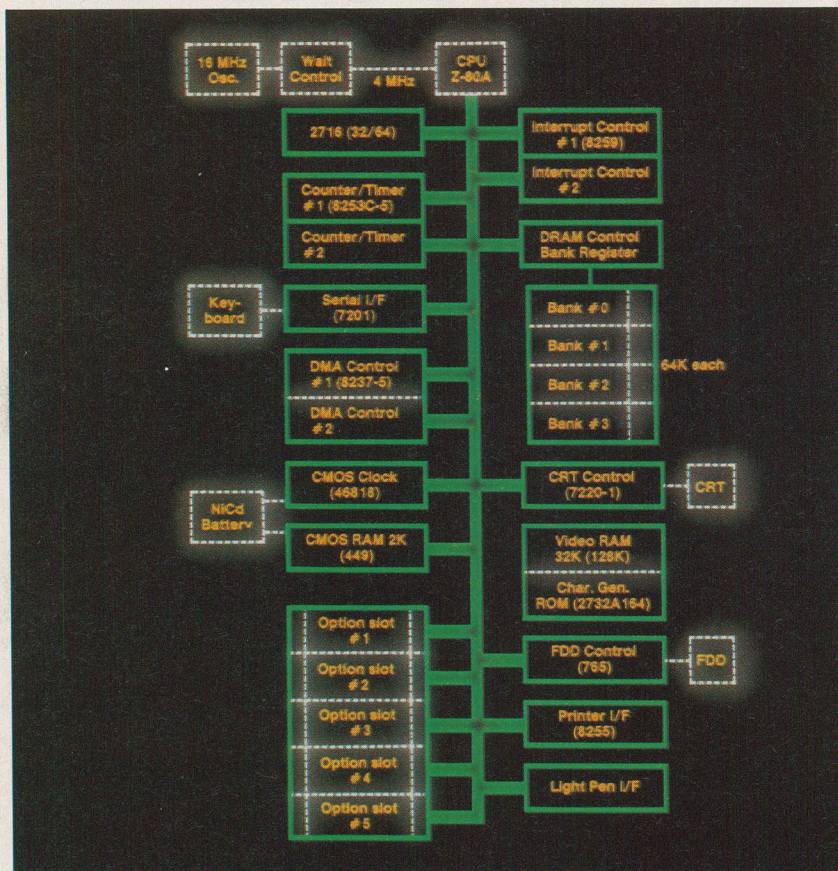 16 MHz
Osc.
Wait
Control
4 MHz
CPU
Z-80A
2716 (32/64)
Interrupt Control
#1 (8259)
Interrupt Control
#2
Counter/Timer
#1 (8253C-5)
Counter/Timer
#2
DRAM Control
Bank Register
Key-
board
Serial I/F
(7201)
Bank #0
Bank #1
Bank #2
Bank #3
64K each
DMA Control
#1 (8237-5)
DMA Control
#2
NiCd
Battery
CMOS Clock
(46818)
CMOS RAM 2K
(449)
CRT Control
(7220-1)
CRT
Video RAM
32K (128K)
Char. Gen.
ROM (2732A164)
Option slot
#1
Option slot
#2
Option slot
#3
Option slot
#4
Option slot
#5
FDD Control
(765)
FDD
Printer I/F
(8255)
Light Pen I/F